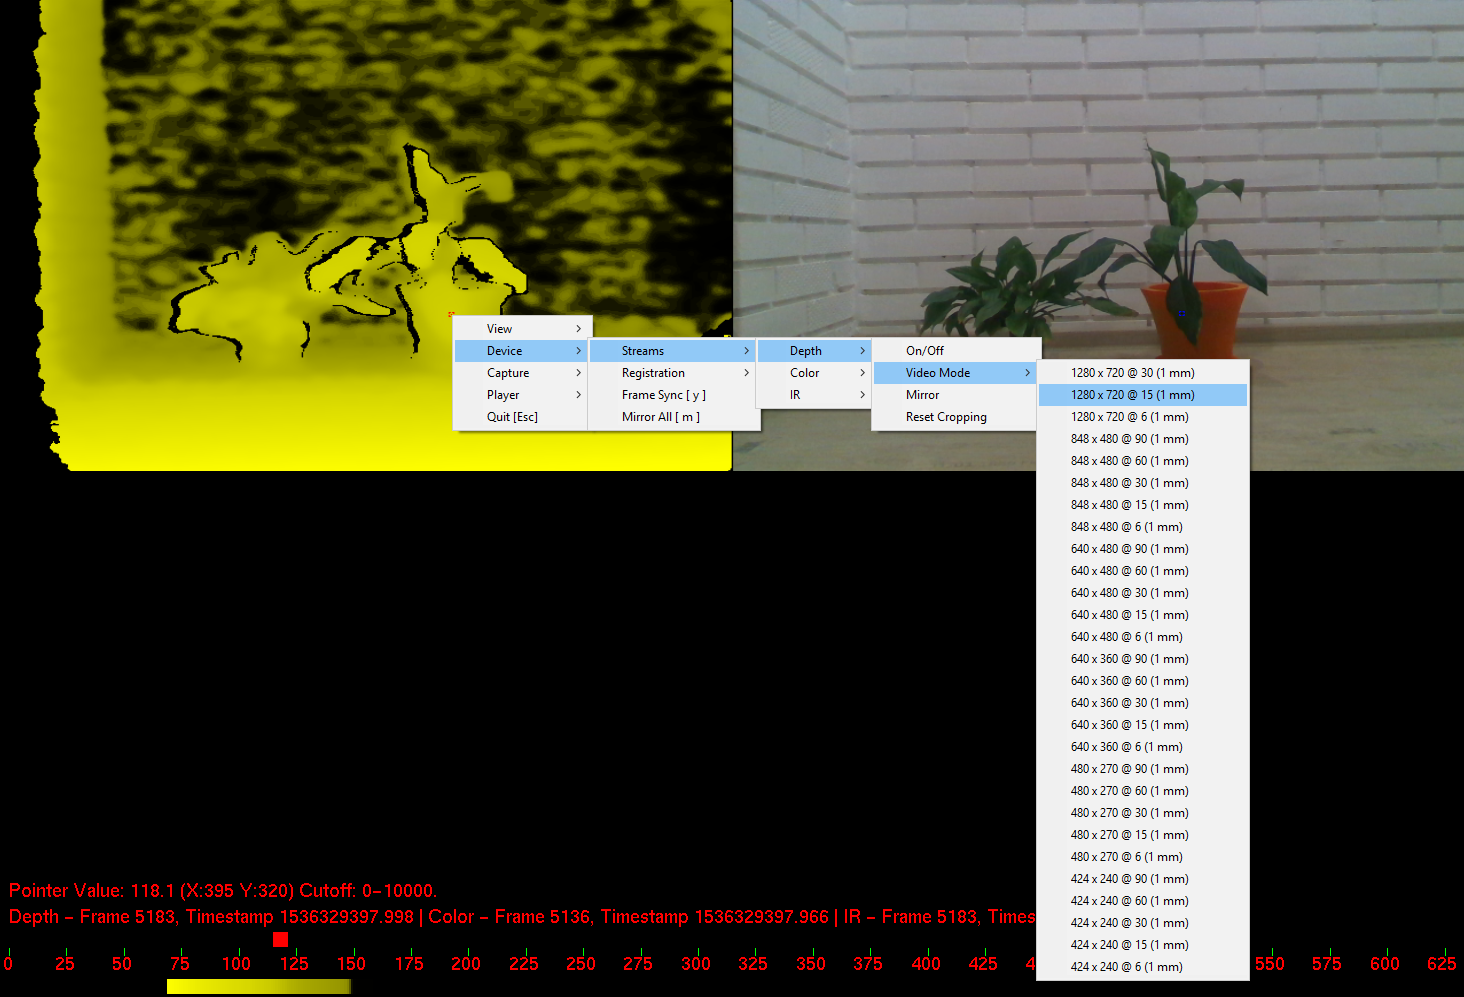 View
Device
Capture
Player
Quit [Esc]
Streams
Registration
Frame Sync [ y ]
Mirror All [ m ]
Depth
Color
IR
On/Off
Video Mode
Mirror
Reset Cropping
1280 x 720 @ 30 (1 mm)
1280 x 720 @ 15 (1 mm)
1280 x 720 @ 6 (1 mm)
848 x 480 @ 90 (1 mm)
848 x 480 @ 60 (1 mm)
848 x 480 @ 30 (1 mm)
848 x 480 @ 15 (1 mm)
848 x 480 @ 6 (1 mm)
640 x 480 @ 90 (1 mm)
640 x 480 @ 60 (1 mm)
640 x 480 @ 30 (1 mm)
640 x 480 @ 15 (1 mm)
640 x 480 @ 6 (1 mm)
640 x 360 @ 90 (1 mm)
640 x 360 @ 60 (1 mm)
640 x 360 @ 30 (1 mm)
640 x 360 @ 15 (1 mm)
640 x 360 @ 6 (1 mm)
480 x 270 @ 90 (1 mm)
480 x 270 @ 60 (1 mm)
480 x 270 @ 30 (1 mm)
480 x 270 @ 15 (1 mm)
480 x 270 @ 6 (1 mm)
424 x 240 @ 90 (1 mm)
424 x 240 @ 60 (1 mm)
424 x 240 @ 30 (1 mm)
424 x 240 @ 15 (1 mm)
424 x 240 @ 6 (1 mm)
Pointer Value: 118.1 (X:395 Y:320) Cutoff: 0-10000.
Depth - Frame 5183, Timestamp 1536329397.998 | Color - Frame 5136, Timestamp 1536329397.966 | IR - Frame 5183, Times
0 25 50 75 100 125 150 175 200 225 250 275 300 325 350 375 400 425 4 550 575 600 625